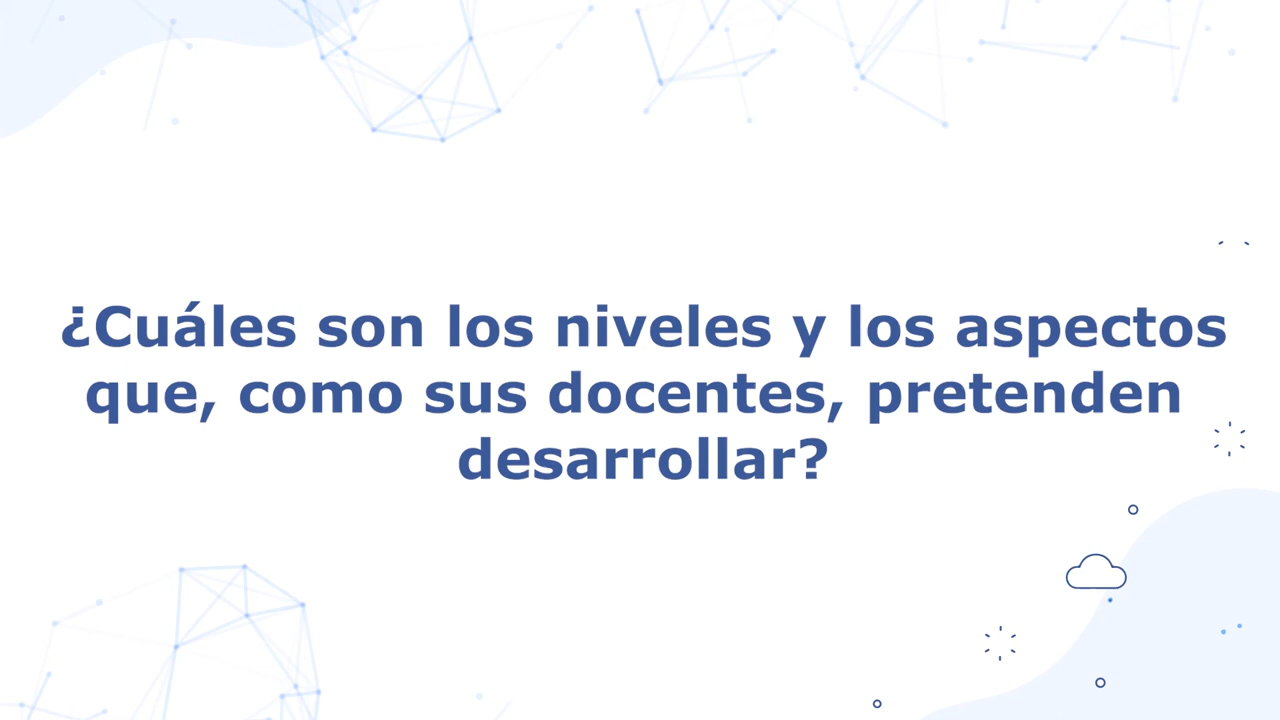 ¿Cuáles son los niveles y los aspectos
que, como sus docentes, pretenden
desarrollar?